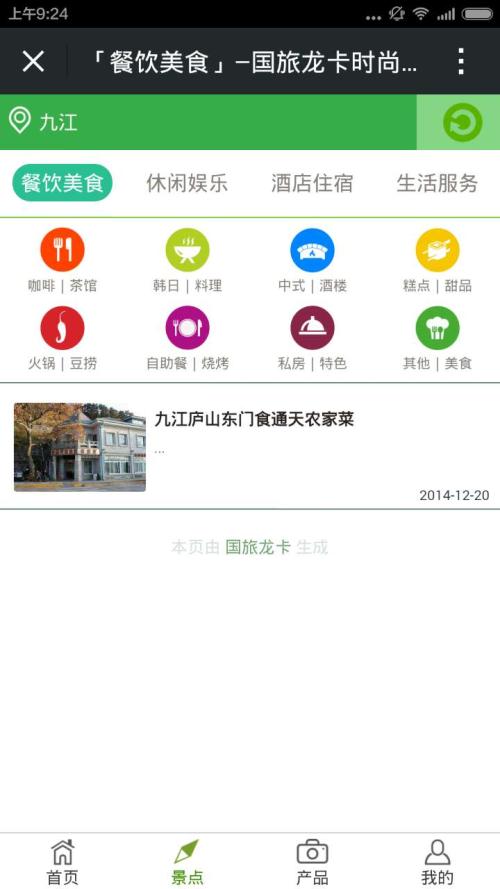 上午9:24
「餐饮美食」-国旅龙卡时尚...
九江
餐饮美食 休闲娱乐 酒店住宿 生活服务
咖啡 | 茶馆 韩日 | 料理 中式 | 酒楼 糕点 | 甜品
火锅 | 豆捞 自助餐 | 烧烤 私房 | 特色 其他 | 美食
九江庐山东门食通天农家菜
...
2014-12-20
本页由 国旅龙卡 生成
首页 景点 产品 我的